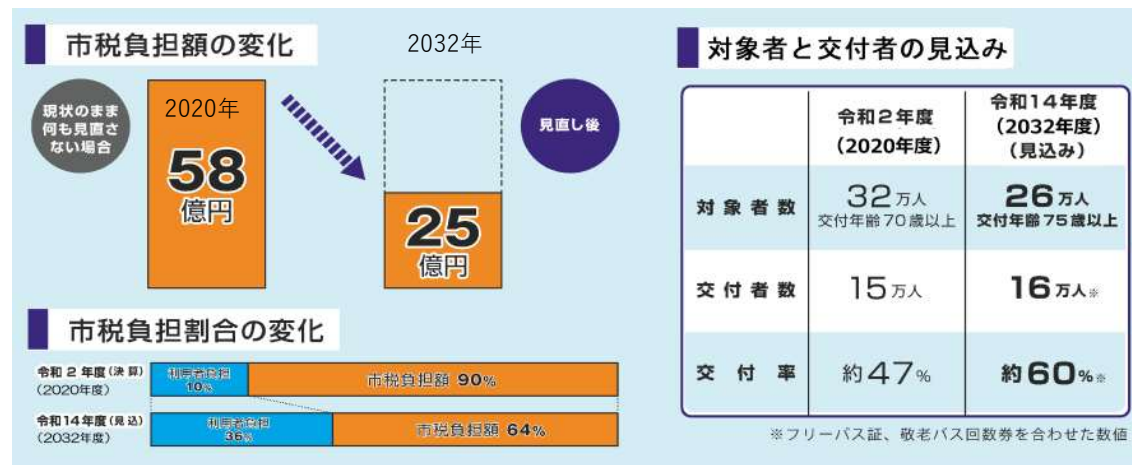 市税負担額の変化
現状のまま
何も見直さ
ない場合
2020年
58
億円
2032年
25
億円
見直し後
市税負担割合の変化
令和2年度(決算)
(2020年度)
利用者負担
10%
市税負担額 90%
令和14年度(見込)
(2032年度)
利用者負担
36%
市税負担額 64%
対象者と交付者の見込み
令和2年度
(2020年度)
令和14年度
(2032年度)
(見込み)
対象者数
32万人
交付年齢70歳以上
26万人
交付年齢75歳以上
交付者数
15万人
16万人※
交付率
約47%
約60%※
※フリーパス証、敬老パス回数券を合わせた数値